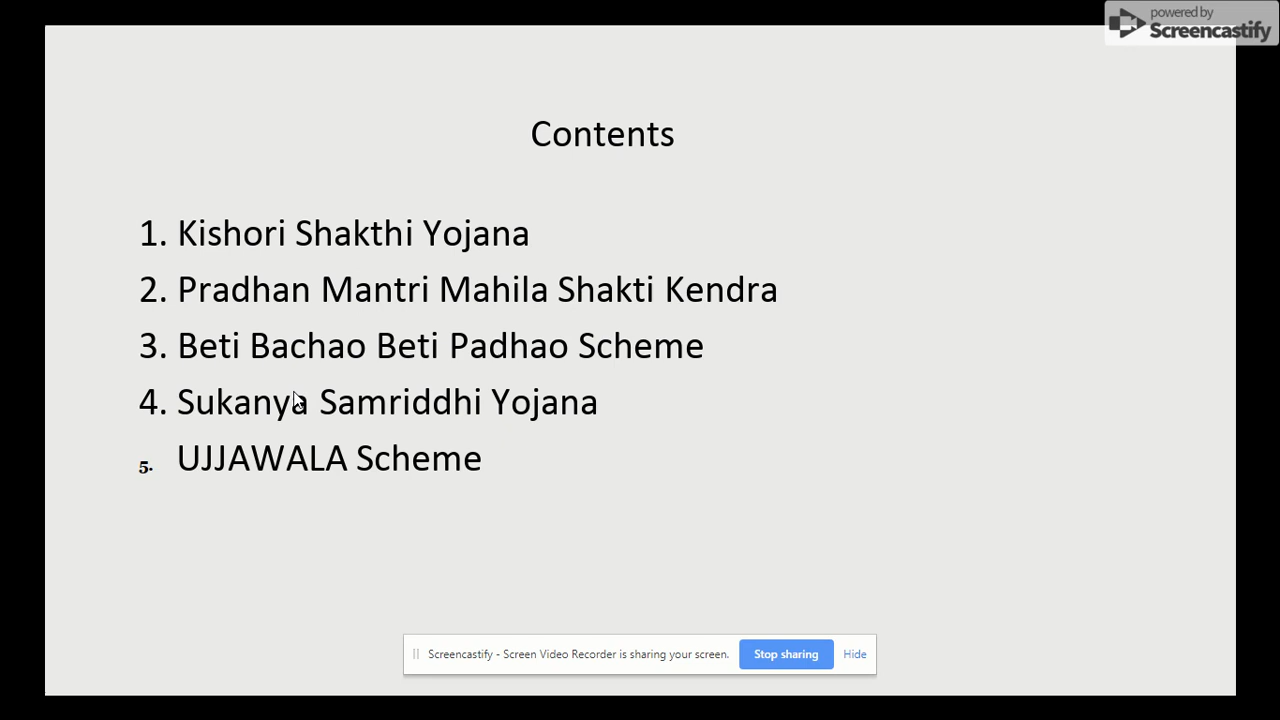 powered by
Screencastify
Contents
1. Kishori Shakthi Yojana
2. Pradhan Mantri Mahila Shakti Kendra
3. Beti Bachao Beti Padhao Scheme
4. Sukanya Samriddhi Yojana
5. UJJAWALA Scheme
Screencastify - Screen Video Recorder is sharing your screen. Stop sharing Hide